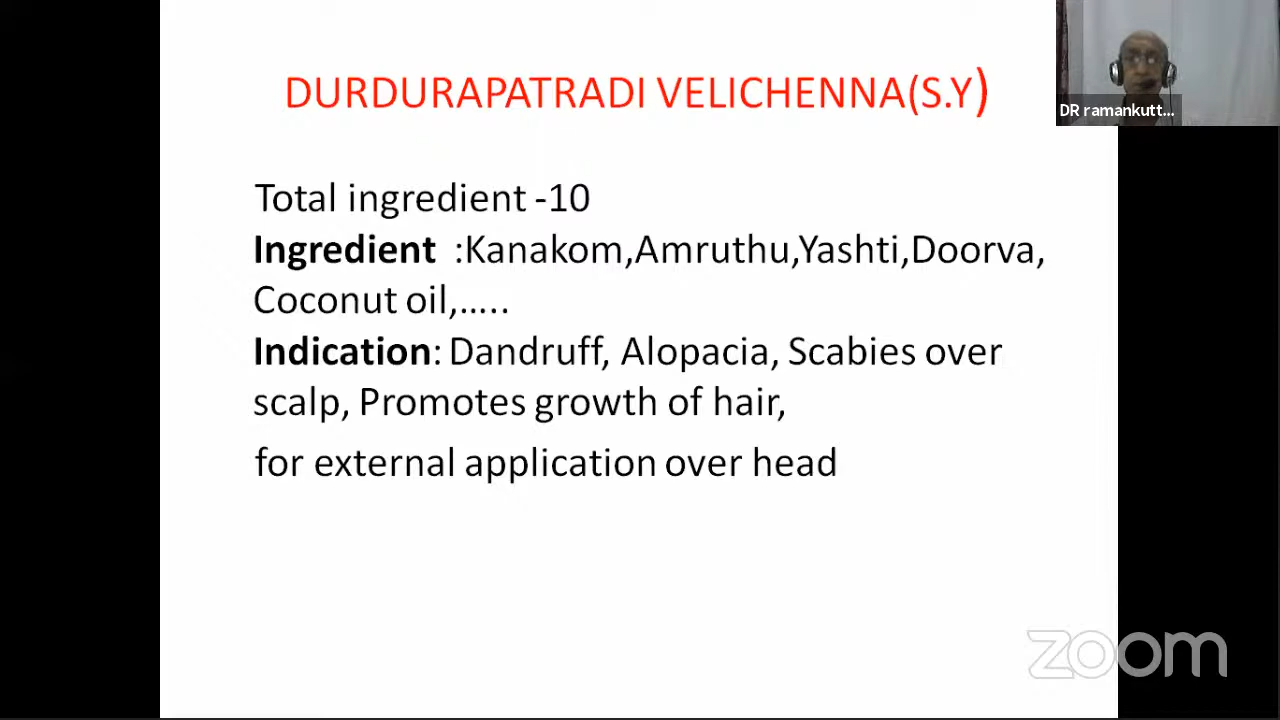 DURDURAPATRADI VELICHENNA(S.Y)
DR ramankutt...
Total ingredient -10
Ingredient :Kanakom,Amruthu,Yashti,Doorva,
Coconut oil,.....
Indication: Dandruff, Alopacia, Scabies over
scalp, Promotes growth of hair,
for external application over head
zoom